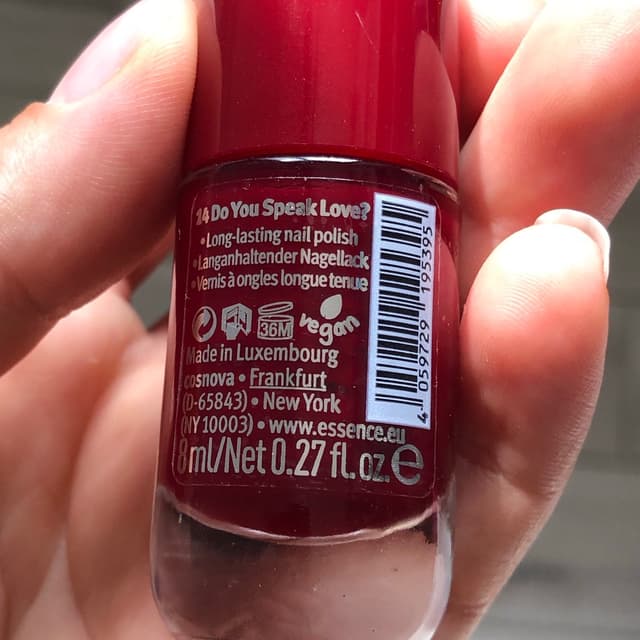 14 Do You Speak Love?
•Long-lasting nail polish
•Langanhaltender Nagellack
•Vernis à ongles longue tenue
36M
vegan
Made in Luxembourg
cosnova • Frankfurt
(D-65843) • New York
(NY 10003) • www.essence.eu
8 ml/Net 0.27 fl. oz. e
4 059729 195395